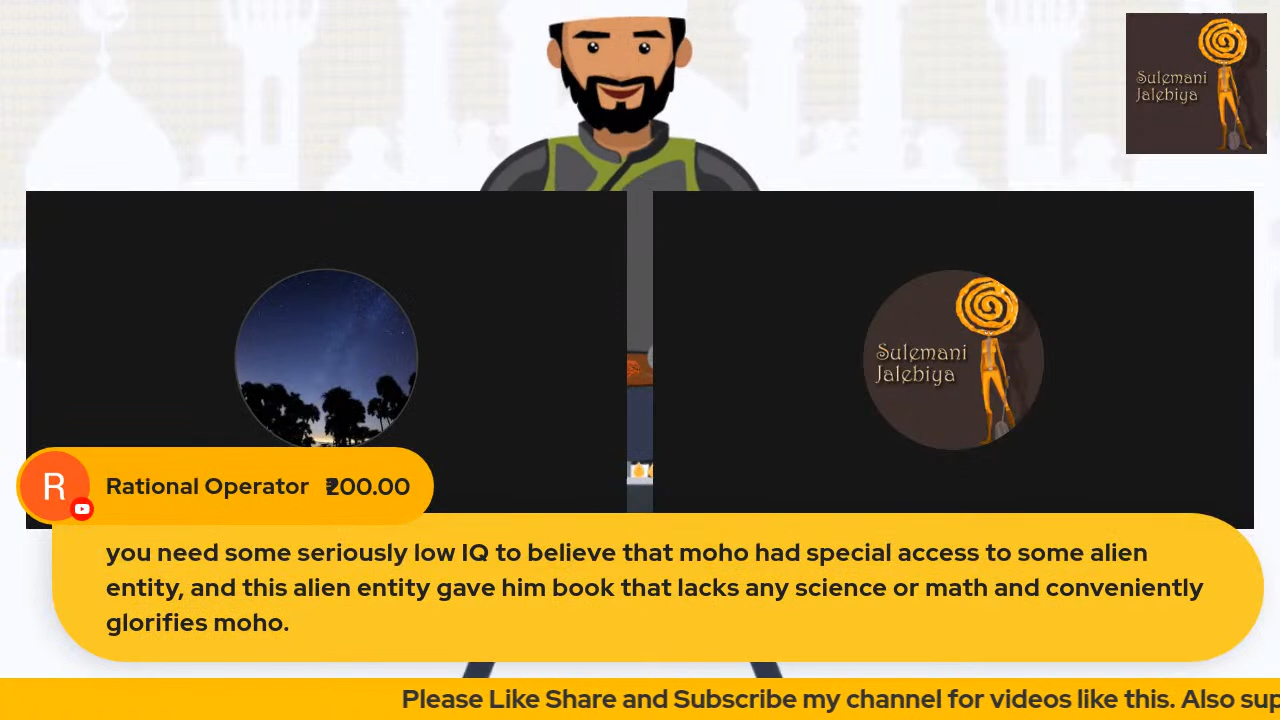 Sulemani
Jalebiya
Sulemani
Jalebiya
R
Rational Operator ₹200.00
you need some seriously low IQ to believe that moho had special access to some alien
entity, and this alien entity gave him book that lacks any science or math and conveniently
glorifies moho.
Please Like Share and Subscribe my channel for videos like this. Also sup